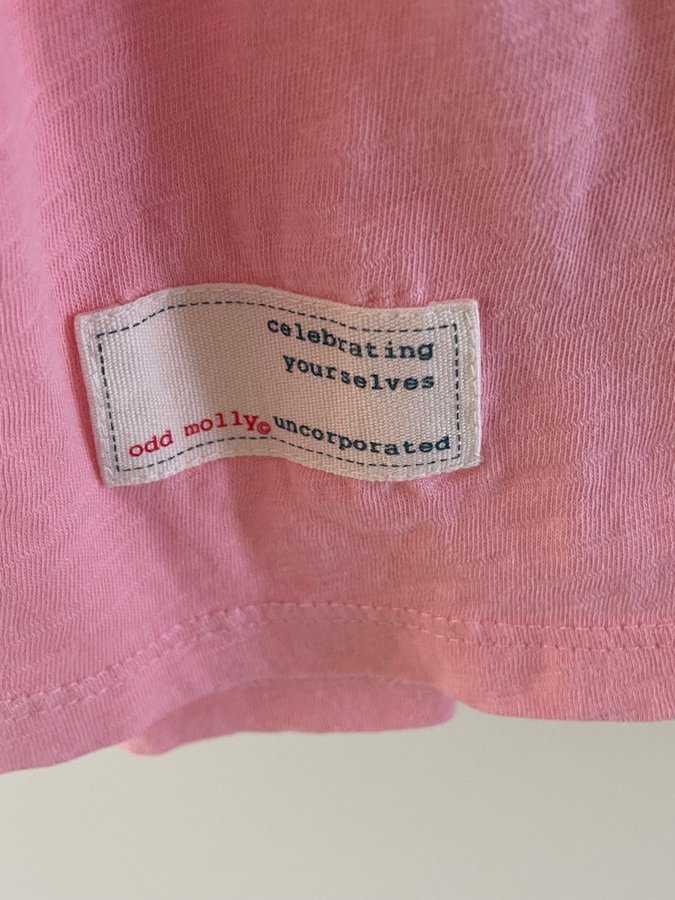 celebrating
yourselves
odd molly© uncorporated